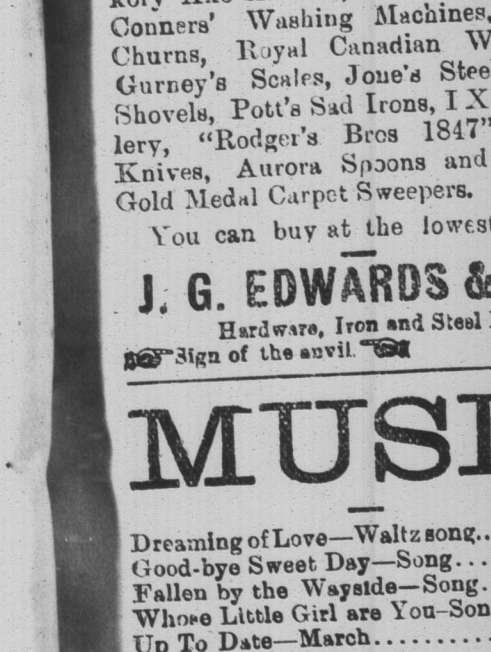 Conners' Washing Machines,
Churns, Royal Canadian W
Gurney's Scales, Joue's Stee
Shovels, Pott's Sad Irons, I X
lery, "Rodger's Bros 1847"
Knives, Aurora Spoons and
Gold Medal Carpet Sweepers.
You can buy at the lowest
J. G. EDWARDS &
Hardware, Iron and Steel
Sign of the anvil.
MUSI
Dreaming of Love—Waltz song..
Good-bye Sweet Day—Song...
Fallen by the Wayside—Song.
Whose Little Girl are You-Son
Up To Date—March..........